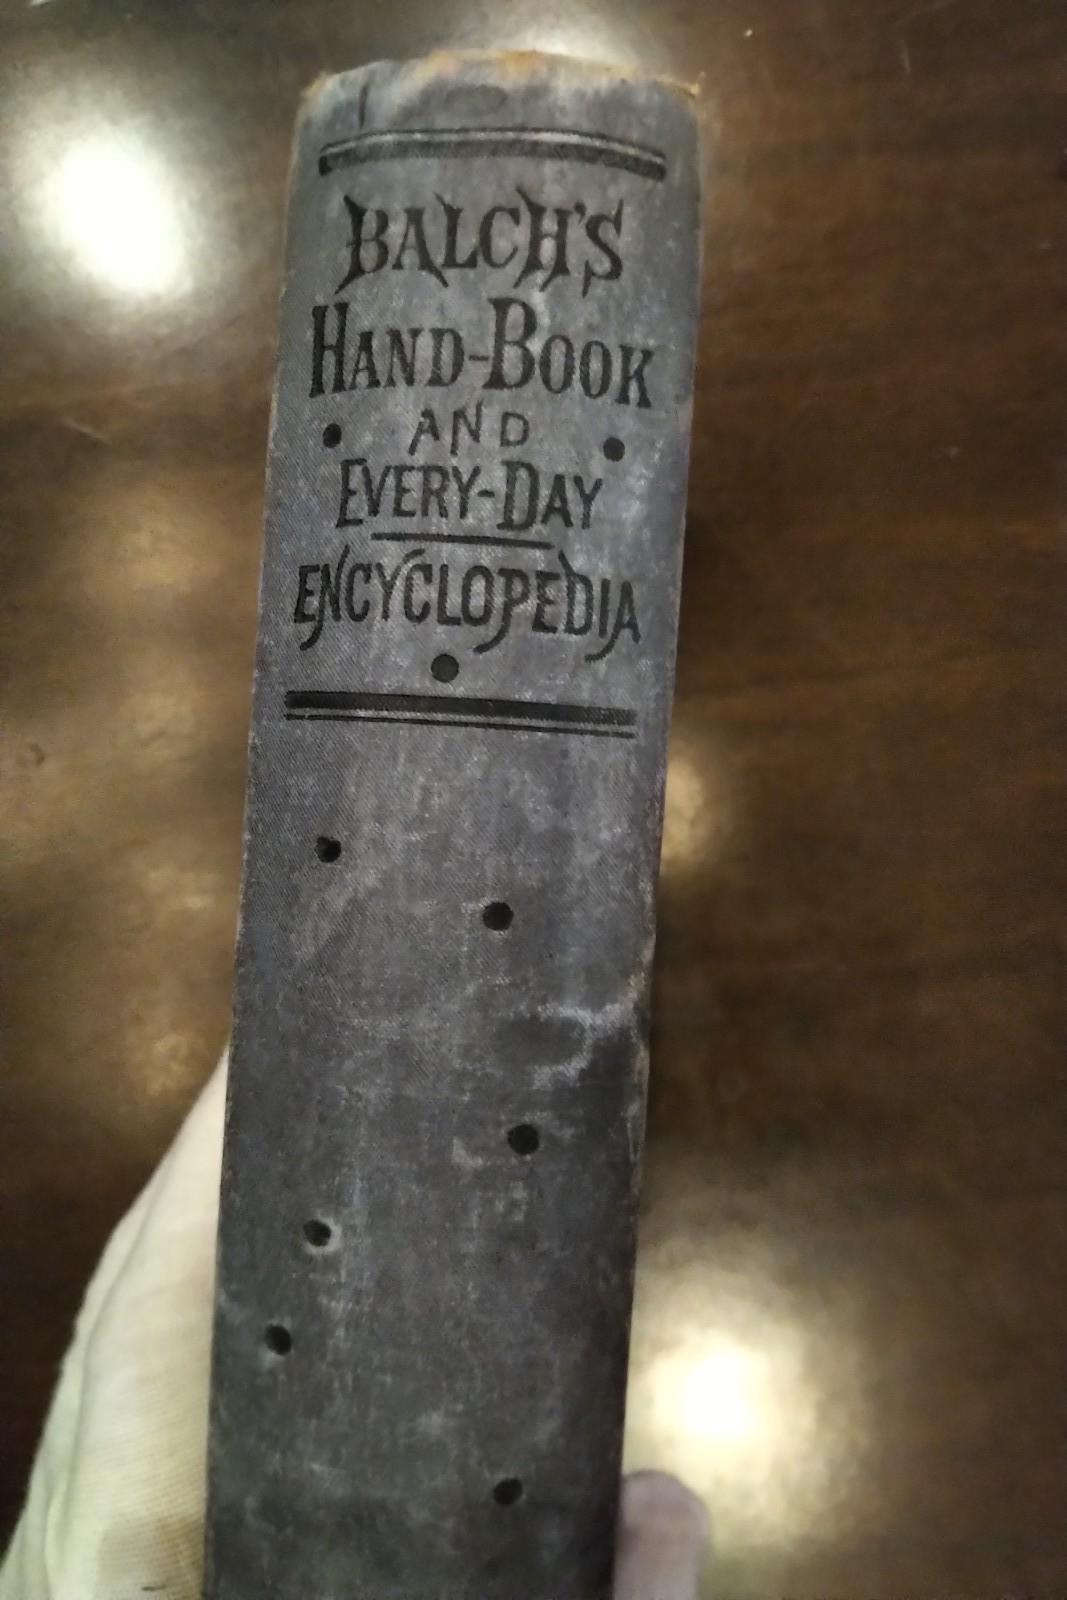 BALCH'S
HAND-BOOK
AND
EVERY-DAY
ENCYCLOPEDIA